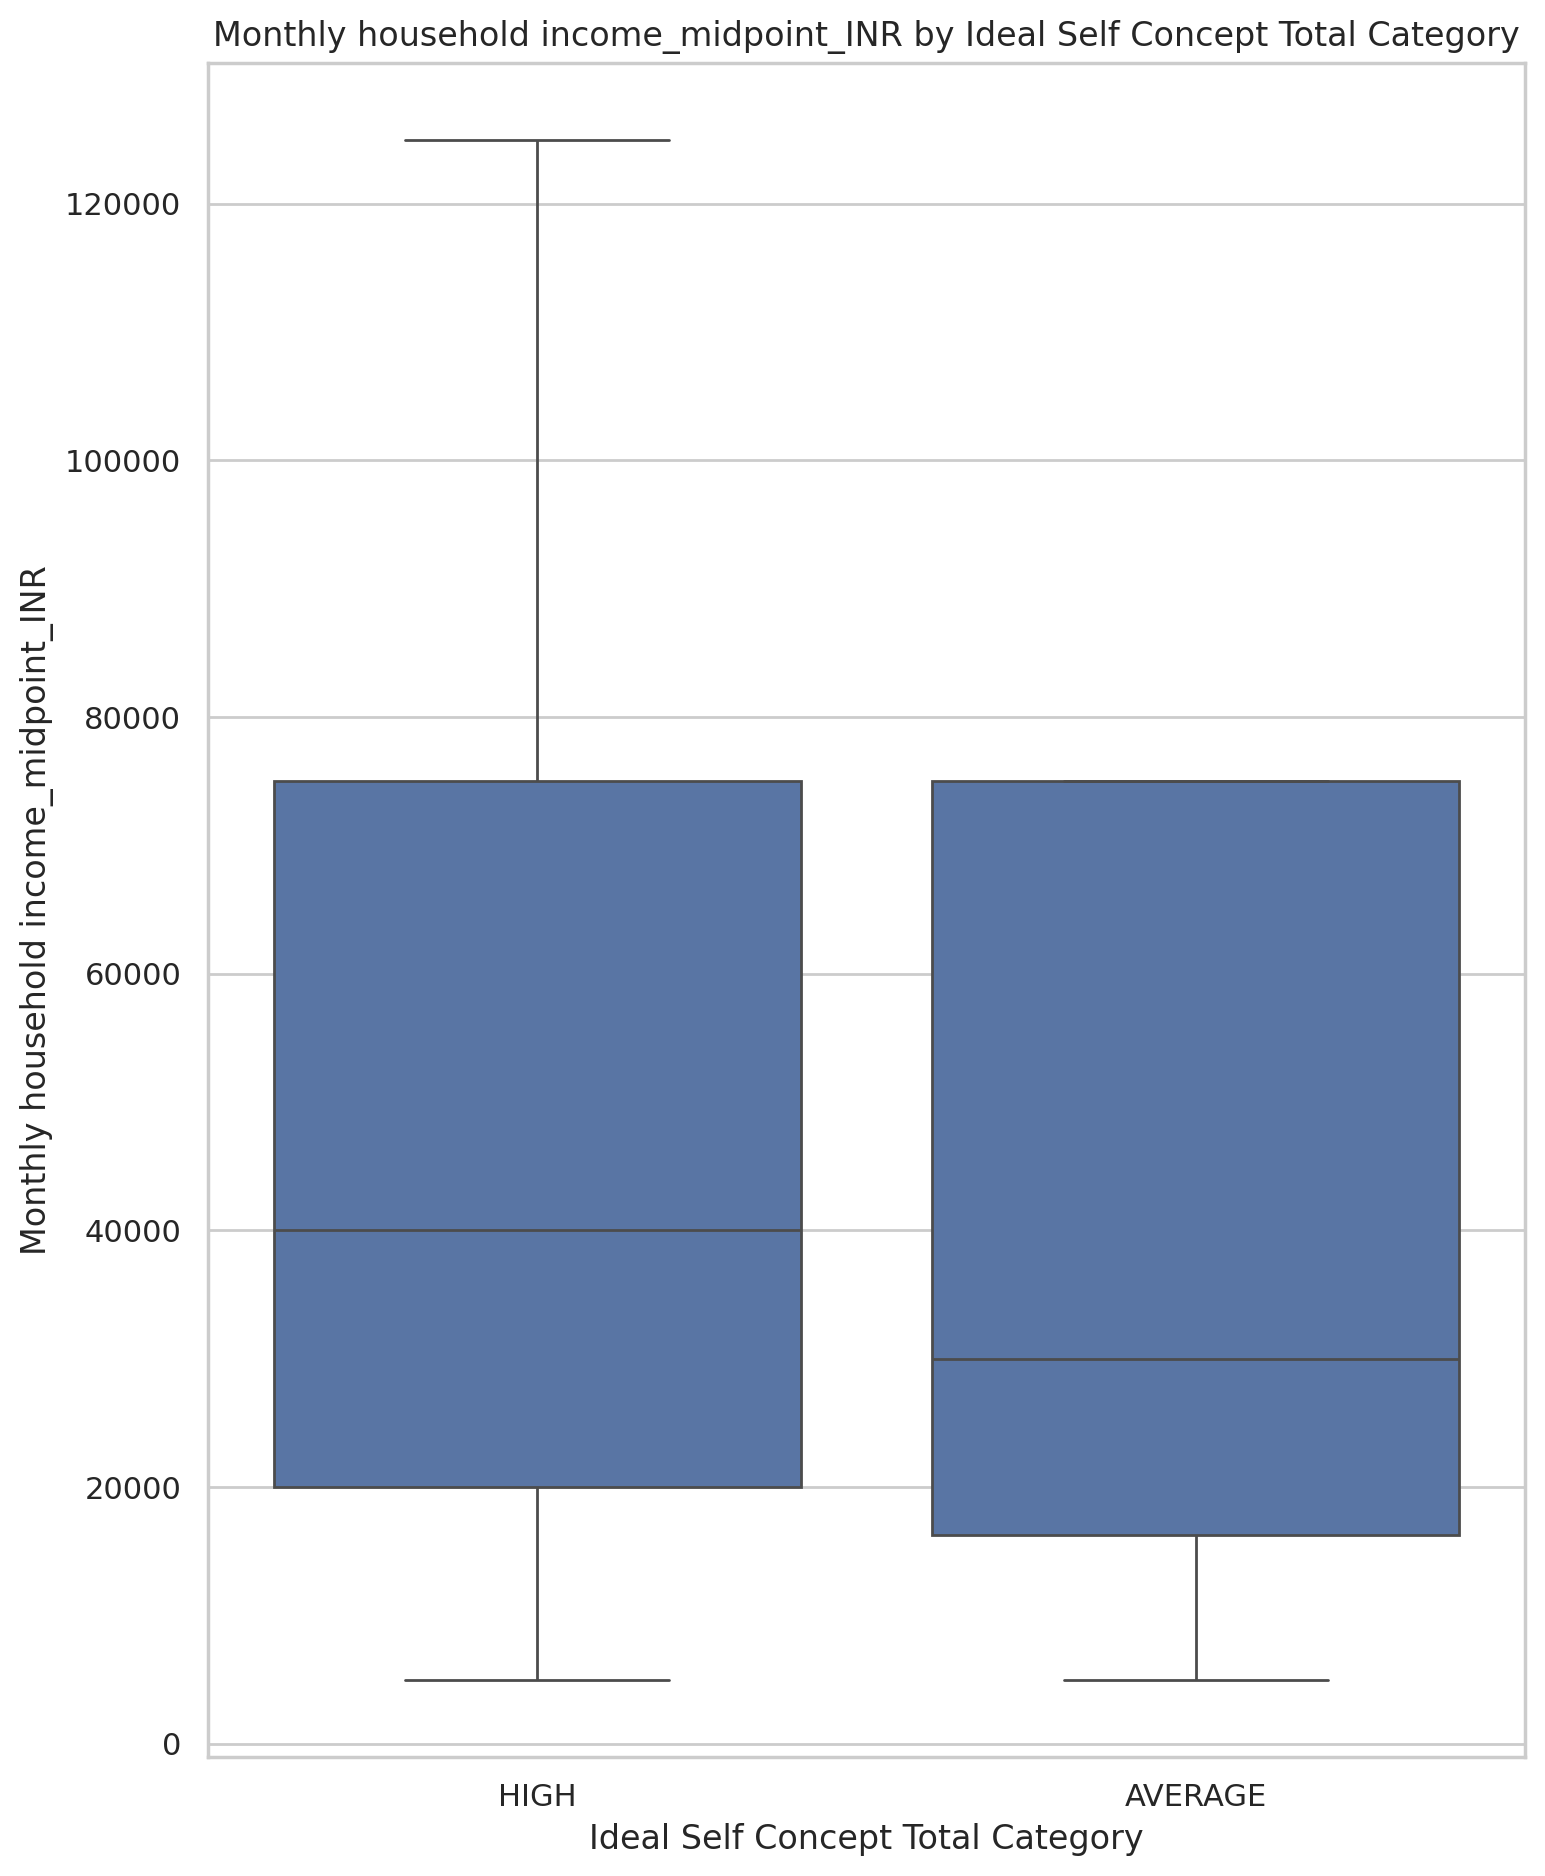 Monthly household income_midpoint_INR by Ideal Self Concept Total Category
Monthly household income_midpoint_INR
120000
100000
80000
60000
40000
20000
0
HIGH
AVERAGE
Ideal Self Concept Total Category